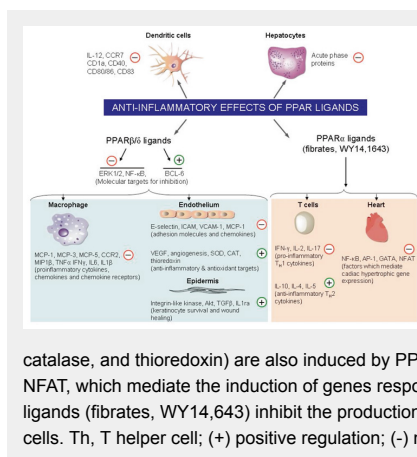 Dendritic cells
Hepatocytes
IL-12, CCR7
CD1a, CD40,
CD80/86, CD83
Acute phase
proteins
ANTI-INFLAMMATORY EFFECTS OF PPAR LIGANDS
PPARβ/δ ligands
PPARα ligands
(fibrates, WY14,1643)
ERK1/2, NF-κB,
(Molecular targets for inhibition)
BCL-6
Macrophage
MCP-1, MCP-3, MCP-5, CCR2,
MIP1β, TNFα IFNγ, IL6, IL1β
(proinflammatory cytokines,
chemokines and chemokine receptors)
Endothelium
E-selectin, ICAM, VCAM-1, MCP-1
(adhesion molecules and chemokines)
VEGF, angiogenesis, SOD, CAT,
thioredoxin
(anti-inflammatory & antioxidant targets)
Epidermis
Integrin-like kinase, Akt, TGFβ, IL1ra
(keratinocyte survival and wound
healing)
T cells
IFN-γ, IL-2, IL-17
(pro-inflammatory
TH1 cytokines)
IL-10, IL-4, IL-5
(anti-inflammatory TH2
cytokines)
Heart
NF-κB, AP-1, GATA, NFAT
(factors which mediate
cadiac hypertrophic gene
expression)
catalase, and thioredoxin) are also induced by PP
NFAT, which mediate the induction of genes respo
ligands (fibrates, WY14,643) inhibit the production
cells. Th, T helper cell; (+) positive regulation; (-)